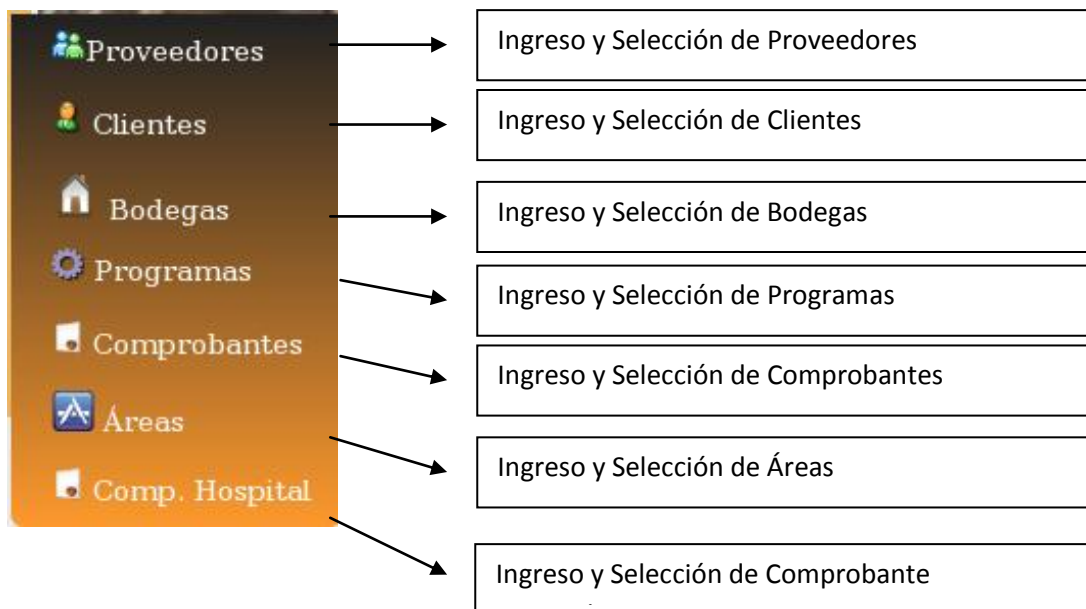 Proveedores
Ingreso y Selección de Proveedores
Clientes
Ingreso y Selección de Clientes
Bodegas
Ingreso y Selección de Bodegas
Programas
Ingreso y Selección de Programas
Comprobantes
Ingreso y Selección de Comprobantes
Áreas
Ingreso y Selección de Áreas
Comp. Hospital
Ingreso y Selección de Comprobante